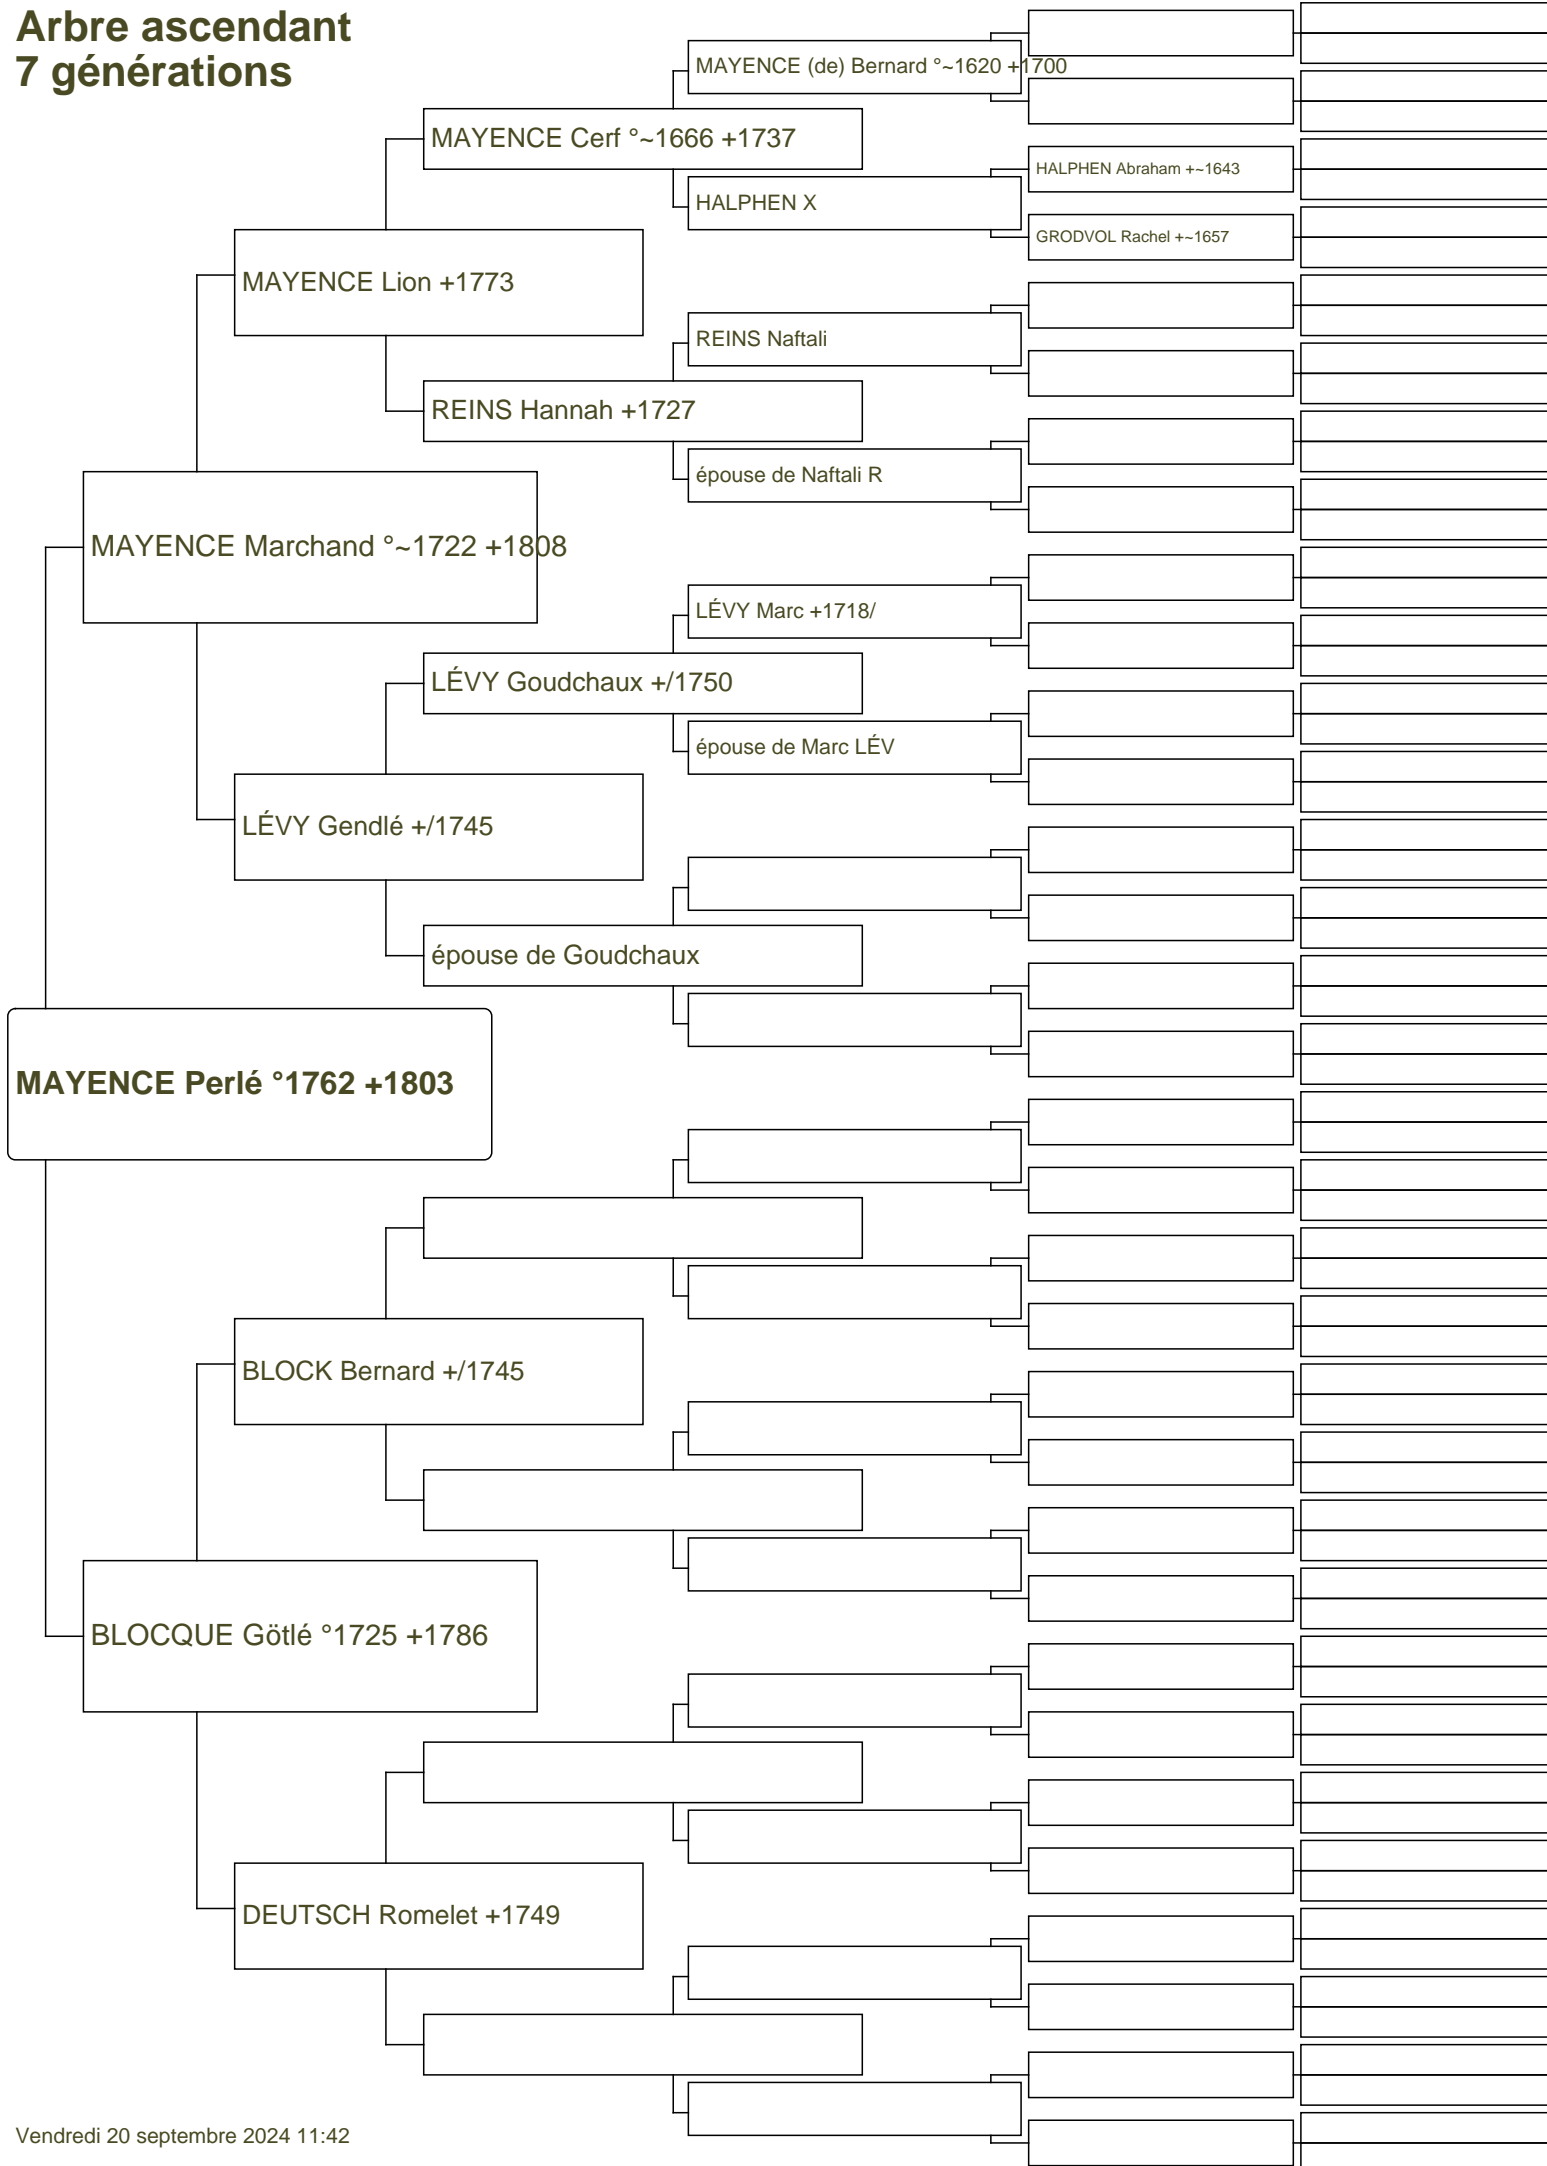 Arbre ascendant
7 générations
MAYENCE (de) Bernard °~1620 +1700
MAYENCE Cerf °~1666 +1737
HALPHEN Abraham +~1643
HALPHEN X
GRODVOL Rachel +~1657
MAYENCE Lion +1773
REINS Naftali
REINS Hannah +1727
épouse de Naftali R
MAYENCE Marchand °~1722 +1808
LÉVY Marc +1718/
LÉVY Goudchaux +/1750
épouse de Marc LÉV
LÉVY Gendlé +/1745
épouse de Goudchaux
MAYENCE Perlé °1762 +1803
BLOCK Bernard +/1745
BLOCQUE Götlé °1725 +1786
DEUTSCH Romelet +1749
Vendredi 20 septembre 2024 11:42